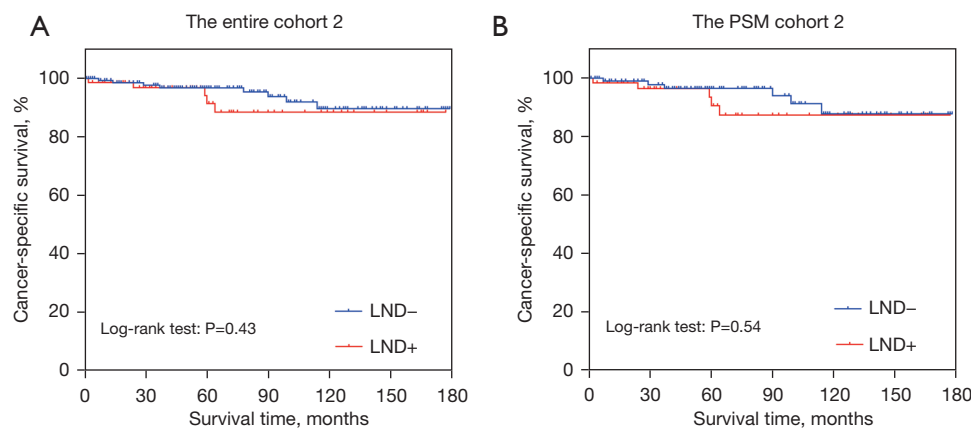 A
The entire cohort 2
Cancer-specific survival, %
100
80
60
40
20
0
LND−
Log-rank test: P=0.43
LND+
0 30 60 90 120 150 180
Survival time, months
B
The PSM cohort 2
Cancer-specific survival, %
100
80
60
40
20
0
LND−
Log-rank test: P=0.54
LND+
0 30 60 90 120 150 180
Survival time, months